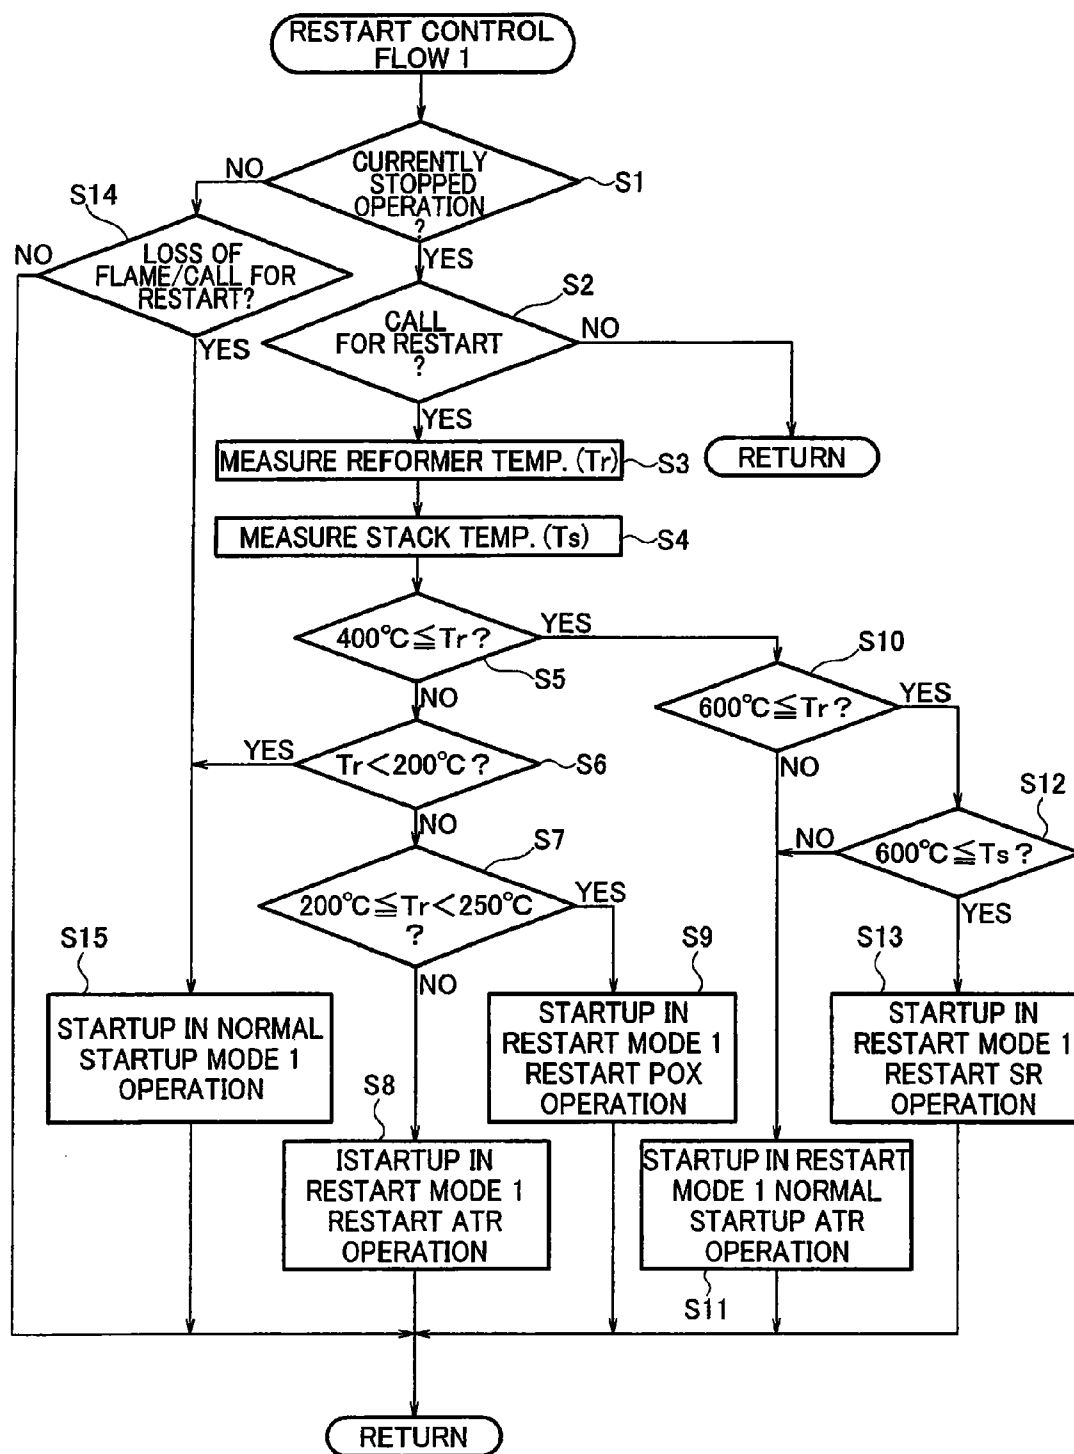 RESTART CONTROL
FLOW 1
CURRENTLY
STOPPED
OPERATION
?
S1
NO
YES
S14
LOSS OF
FLAME/CALL FOR
RESTART?
NO
YES
S2
CALL
FOR RESTART
?
NO
YES
RETURN
MEASURE REFORMER TEMP. (Tr)
S3
MEASURE STACK TEMP. (Ts)
S4
400°C≦Tr?
YES
S5
NO
S10
600°C≦Tr?
YES
NO
YES
Tr<200°C?
S6
NO
S12
NO
600°C≦Ts?
YES
S7
200°C≦Tr<250°C
?
YES
NO
S15
STARTUP IN NORMAL
STARTUP MODE 1
OPERATION
S9
STARTUP IN
RESTART MODE 1
RESTART POX
OPERATION
S13
STARTUP IN
RESTART MODE 1
RESTART SR
OPERATION
S8
ISTARTUP IN
RESTART MODE 1
RESTART ATR
OPERATION
STARTUP IN RESTART
MODE 1 NORMAL
STARTUP ATR
OPERATION
S11
RETURN